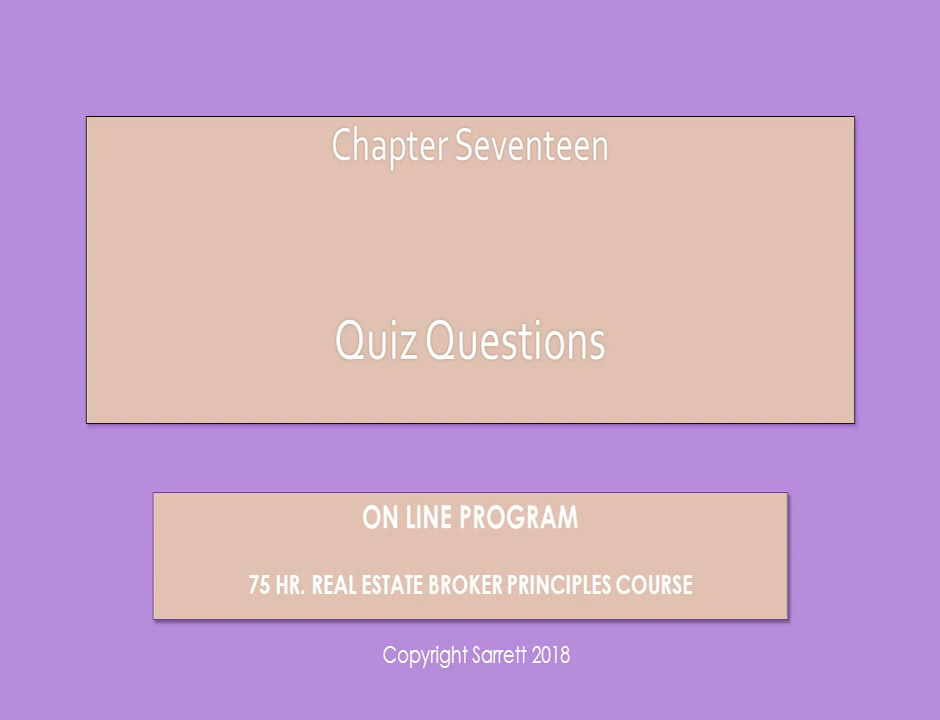 Chapter Seventeen
Quiz Questions
ON LINE PROGRAM
75 HR. REAL ESTATE BROKER PRINCIPLES COURSE
Copyright Sarrett 2018